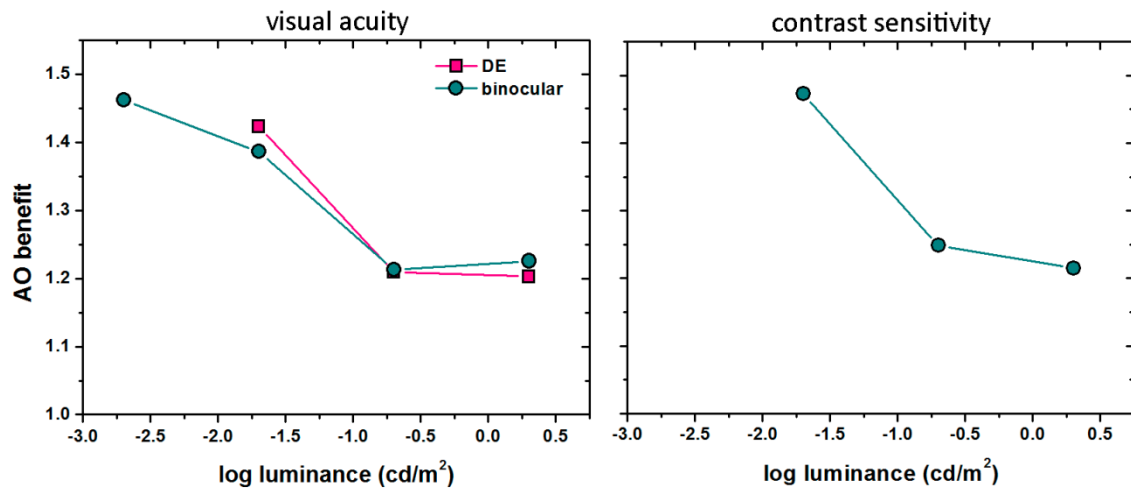 visual acuity
contrast sensitivity
DE
binocular
AO benefit
1.5
1.4
1.3
1.2
1.1
1.0
-3.0 -2.5 -2.0 -1.5 -1.0 -0.5 0.0 0.5
-3.0 -2.5 -2.0 -1.5 -1.0 -0.5 0.0 0.5
log luminance (cd/m²)
log luminance (cd/m²)